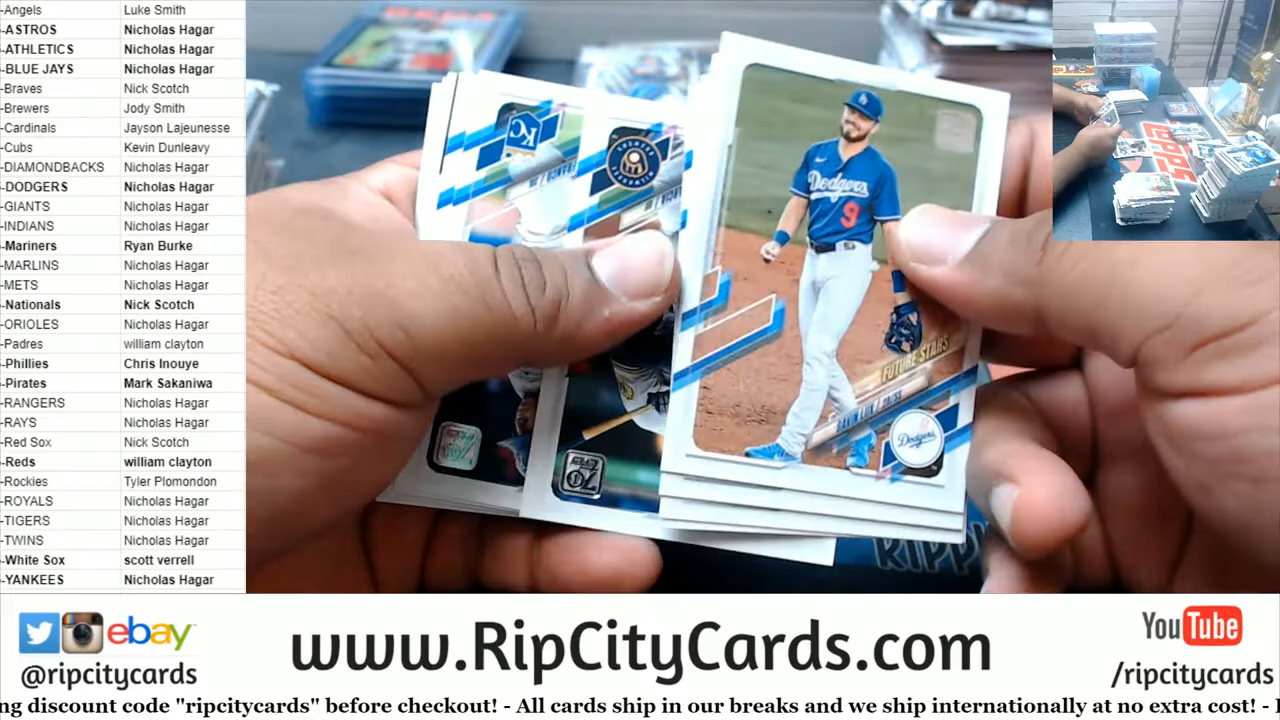 -Angels Luke Smith
-ASTROS Nicholas Hagar
-ATHLETICS Nicholas Hagar
-BLUE JAYS Nicholas Hagar
-Braves Nick Scotch
-Brewers Jody Smith
-Cardinals Jayson Lajeunesse
-Cubs Kevin Dunleavy
-DIAMONDBACKS Nicholas Hagar
-DODGERS Nicholas Hagar
-GIANTS Nicholas Hagar
-INDIANS Nicholas Hagar
-Mariners Ryan Burke
-MARLINS Nicholas Hagar
-METS Nicholas Hagar
-Nationals Nick Scotch
-ORIOLES Nicholas Hagar
-Padres william clayton
-Phillies Chris Inouye
-Pirates Mark Sakaniwa
-RANGERS Nicholas Hagar
-RAYS Nicholas Hagar
-Red Sox Nick Scotch
-Reds william clayton
-Rockies Tyler Plomondon
-ROYALS Nicholas Hagar
-TIGERS Nicholas Hagar
-TWINS Nicholas Hagar
-White Sox scott verrell
-YANKEES Nicholas Hagar
KC
Dodgers
9
FUTURE STARS
Dodgers
70
TOPPS
RIPP
ebay
@ripcitycards
www.RipCityCards.com
YouTube
/ripcitycards
ng discount code "ripcitycards" before checkout! - All cards ship in our breaks and we ship internationally at no extra cost! -